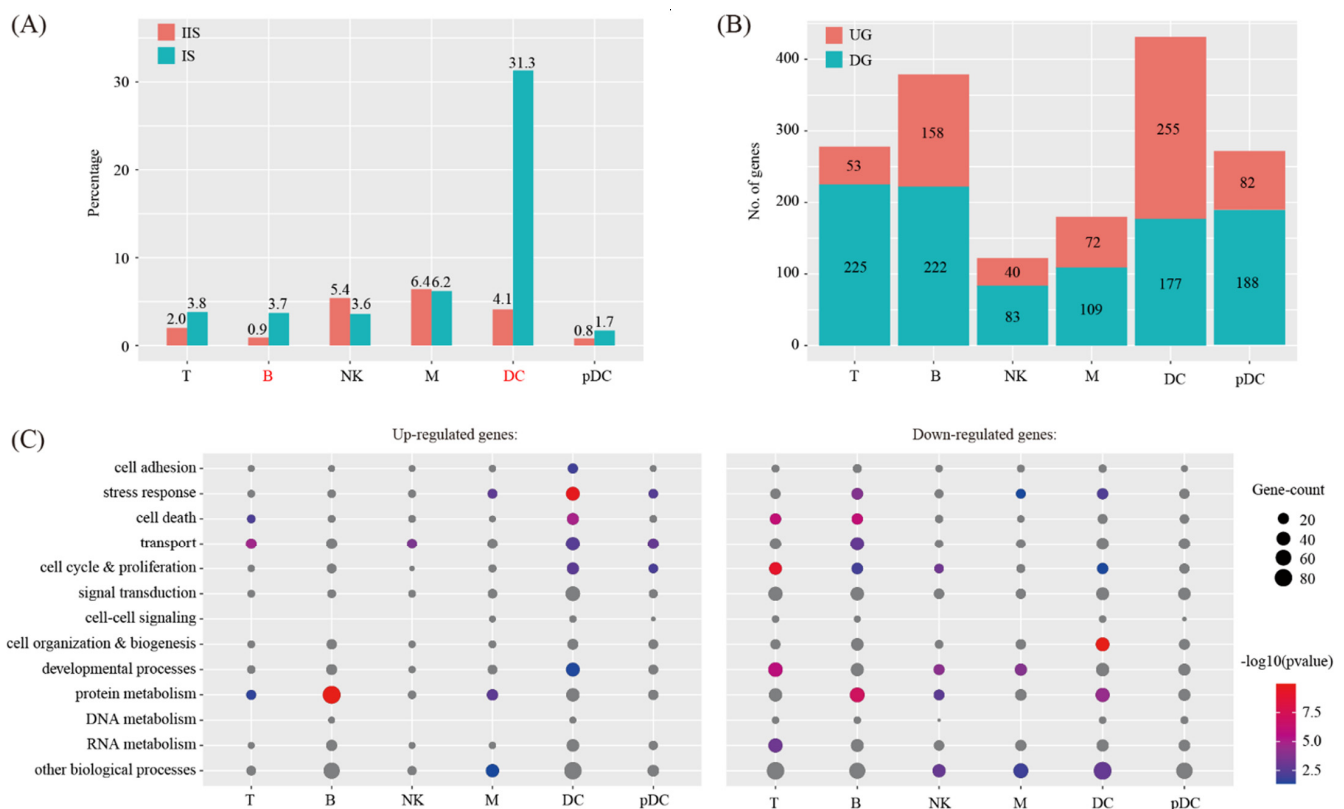 (A)
IIS
IS
Percentage
30
20
10
0
2.0
3.8
0.9
3.7
5.4
3.6
6.4
6.2
4.1
31.3
0.8
1.7
T B NK M DC pDC
(B)
UG
DG
No. of genes
400
300
200
100
0
53
225
158
222
40
83
72
109
255
177
82
188
T B NK M DC pDC
(C)
Up-regulated genes:
Down-regulated genes:
cell adhesion
stress response
cell death
transport
cell cycle & proliferation
signal transduction
cell-cell signaling
cell organization & biogenesis
developmental processes
protein metabolism
DNA metabolism
RNA metabolism
other biological processes
T B NK M DC pDC
T B NK M DC pDC
Gene-count
20
40
60
80
-log10(pvalue)
7.5
5.0
2.5